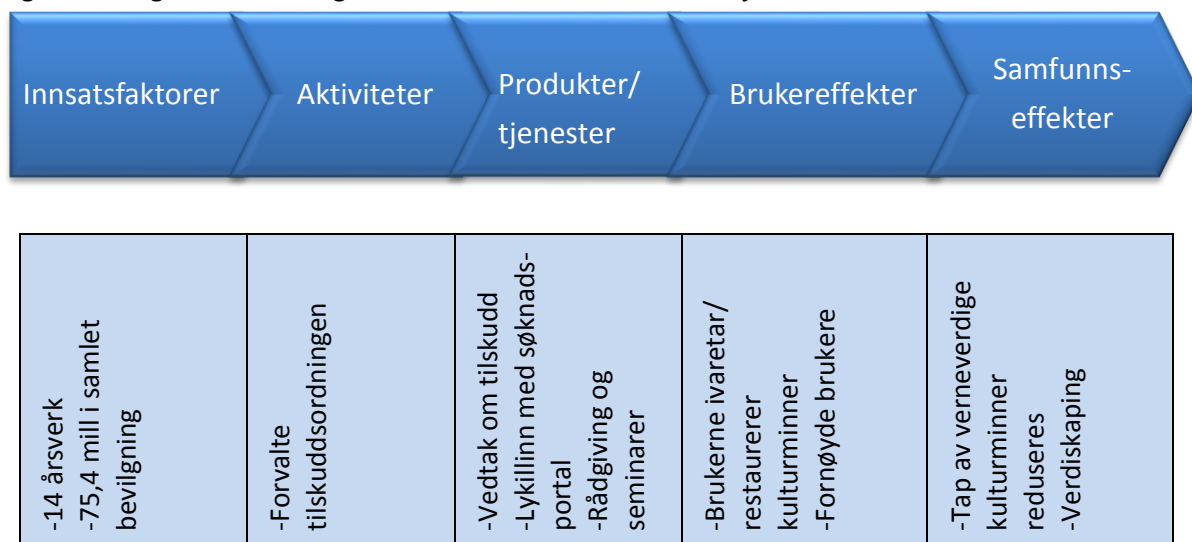 Innsatsfaktorer
Aktiviteter
Produkter/
tjenester
Brukereffekter
Samfunns-
effekter
-14 årsverk
-75,4 mill i samlet
bevilgning
-Forvalte
tilskuddsordningen
-Vedtak om tilskudd
-Lykillinn med søknads-
portal
-Rådgiving og
seminarer
-Brukerne ivaretar/
restaurerer
kulturminner
-Fornøyde brukere
-Tap av verneverdige
kulturminner
reduseres
-Verdiskaping